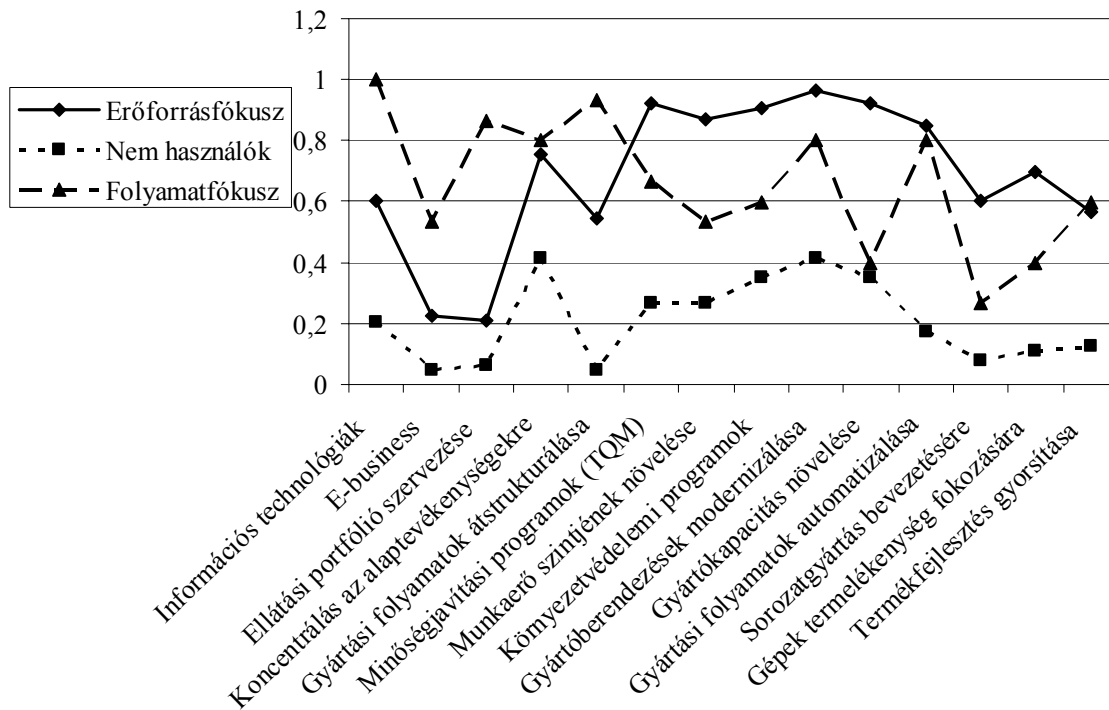 1,2
1
0,8
0,6
0,4
0,2
0
Erőforrásfókusz
Nem használók
Folyamatfókusz
Információs technológiák
E-business
Ellátási portfólió szervezése
Koncentrálás az alaptevékenységekre
Gyártási folyamatok átstrukturálása
Minőségjavítási programok (TQM)
Munkaerő szintjének növelése
Környezetvédelemi programok
Gyártóberendezések modernizálása
Gyártókapacitás növelése
Gyártási folyamatok automatizálása
Sorozatgyártás bevezetésére
Gépek termelékenység fokozására
Termékfejlesztés gyorsítása